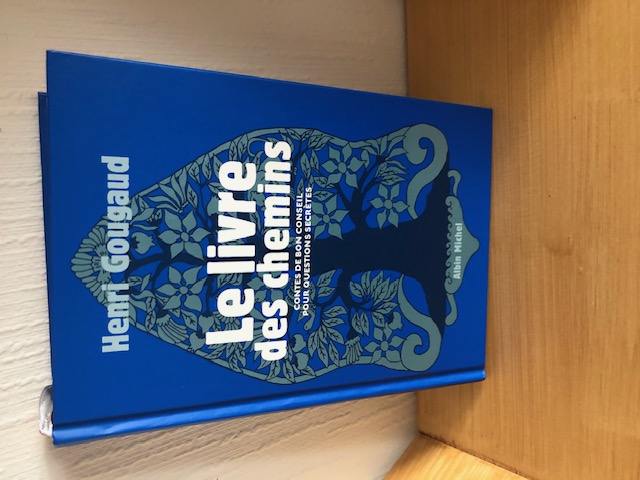 Henri Gougaud
Le livre
des chemins
CONTES DE BON CONSEIL
POUR QUESTIONS SECRÈTES
Albin Michel